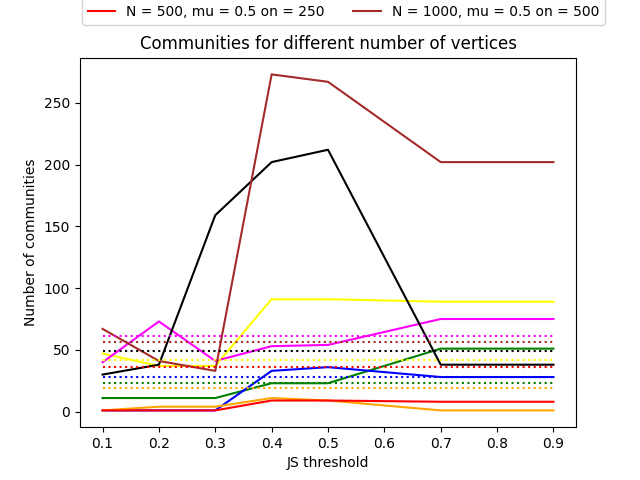 N = 500, mu = 0.5 on = 250 N = 1000, mu = 0.5 on = 500
Communities for different number of vertices
250
200
150
100
50
0
Number of communities
0.1 0.2 0.3 0.4 0.5 0.6 0.7 0.8 0.9
JS threshold